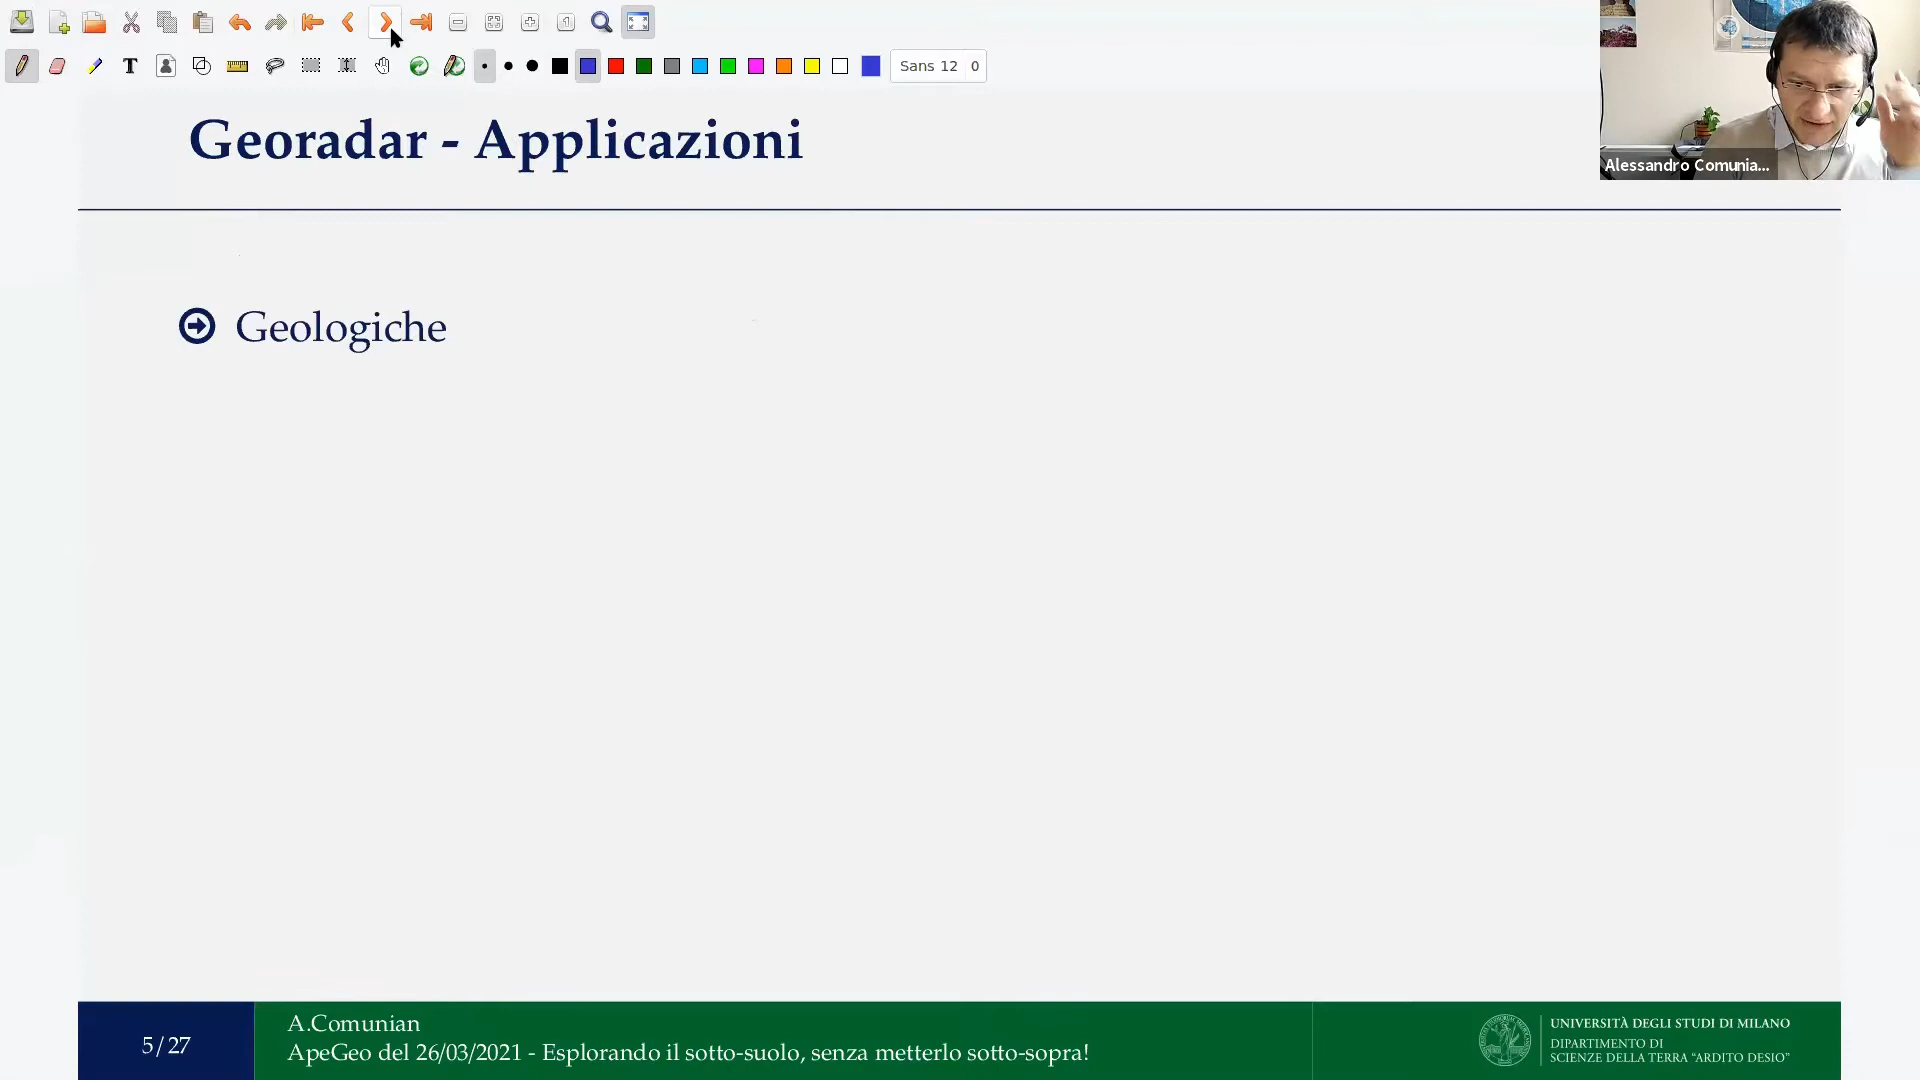 Sans 12 0
Georadar - Applicazioni
Alessandro Comunia...
Geologiche
5 / 27
A.Comunian
ApeGeo del 26/03/2021 - Esplorando il sotto-suolo, senza metterlo sotto-sopra!
UNIVERSITÀ DEGLI STUDI DI MILANO
DIPARTIMENTO DI
SCIENZE DELLA TERRA “ARDITO DESIO”